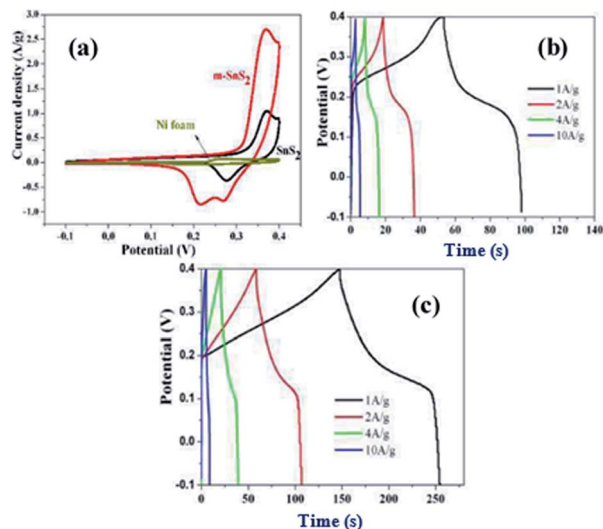 (a)
Current density (A/g)
3.0
2.5
2.0
1.5
1.0
0.5
0.0
-0.5
-1.0
m-SnS2
Ni foam
SnS2
-0.1 0.0 0.1 0.2 0.3 0.4
Potential (V)
(b)
Potential (V)
0.4
0.3
0.2
0.1
0.0
-0.1
1A/g
2A/g
4A/g
10A/g
0 20 40 60 80 100 120 140
Time (s)
(c)
Potential (V)
0.4
0.3
0.2
0.1
0.0
-0.1
1A/g
2A/g
4A/g
10A/g
0 50 100 150 200 250
Time (s)